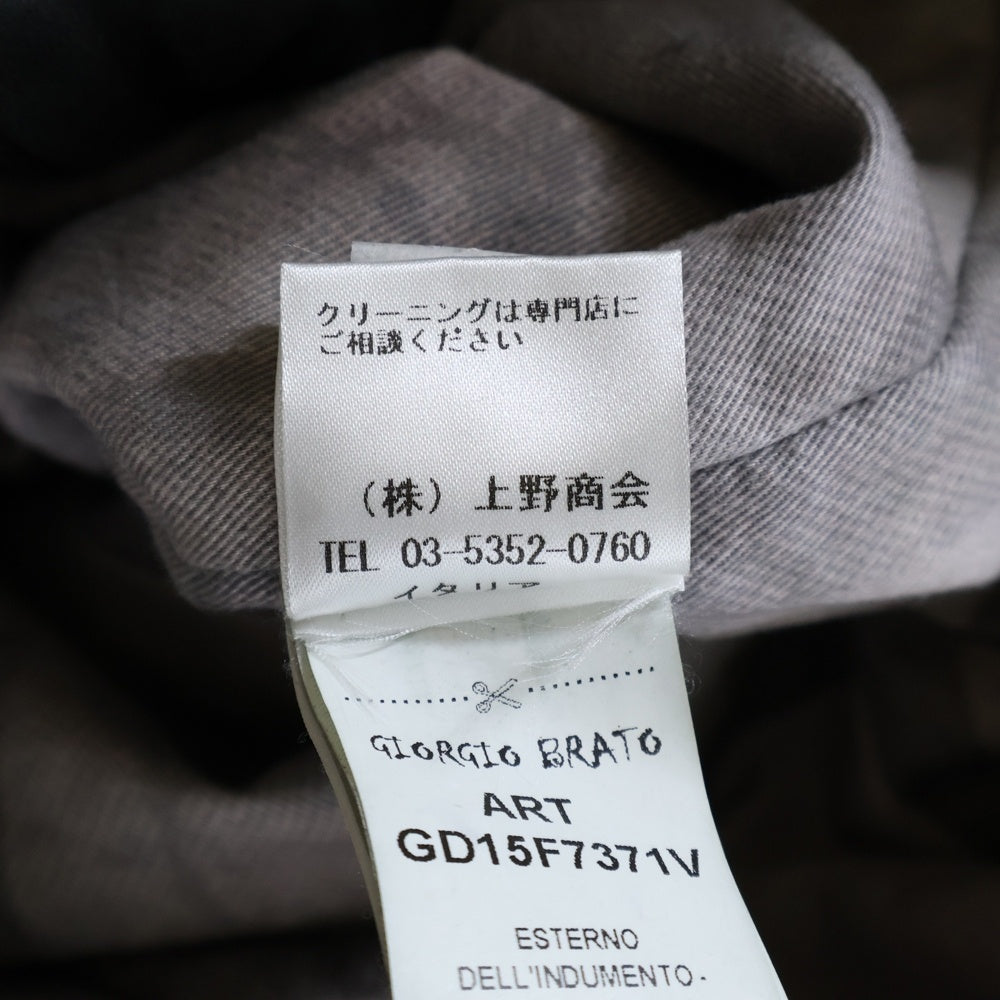 クリーニングは専門店に
ご相談ください
（株）上野商会
TEL 03-5352-0760
イタリア
GIORGIO BRATO
ART
GD15F7371V
ESTERNO
DELL'INDUMENTO-